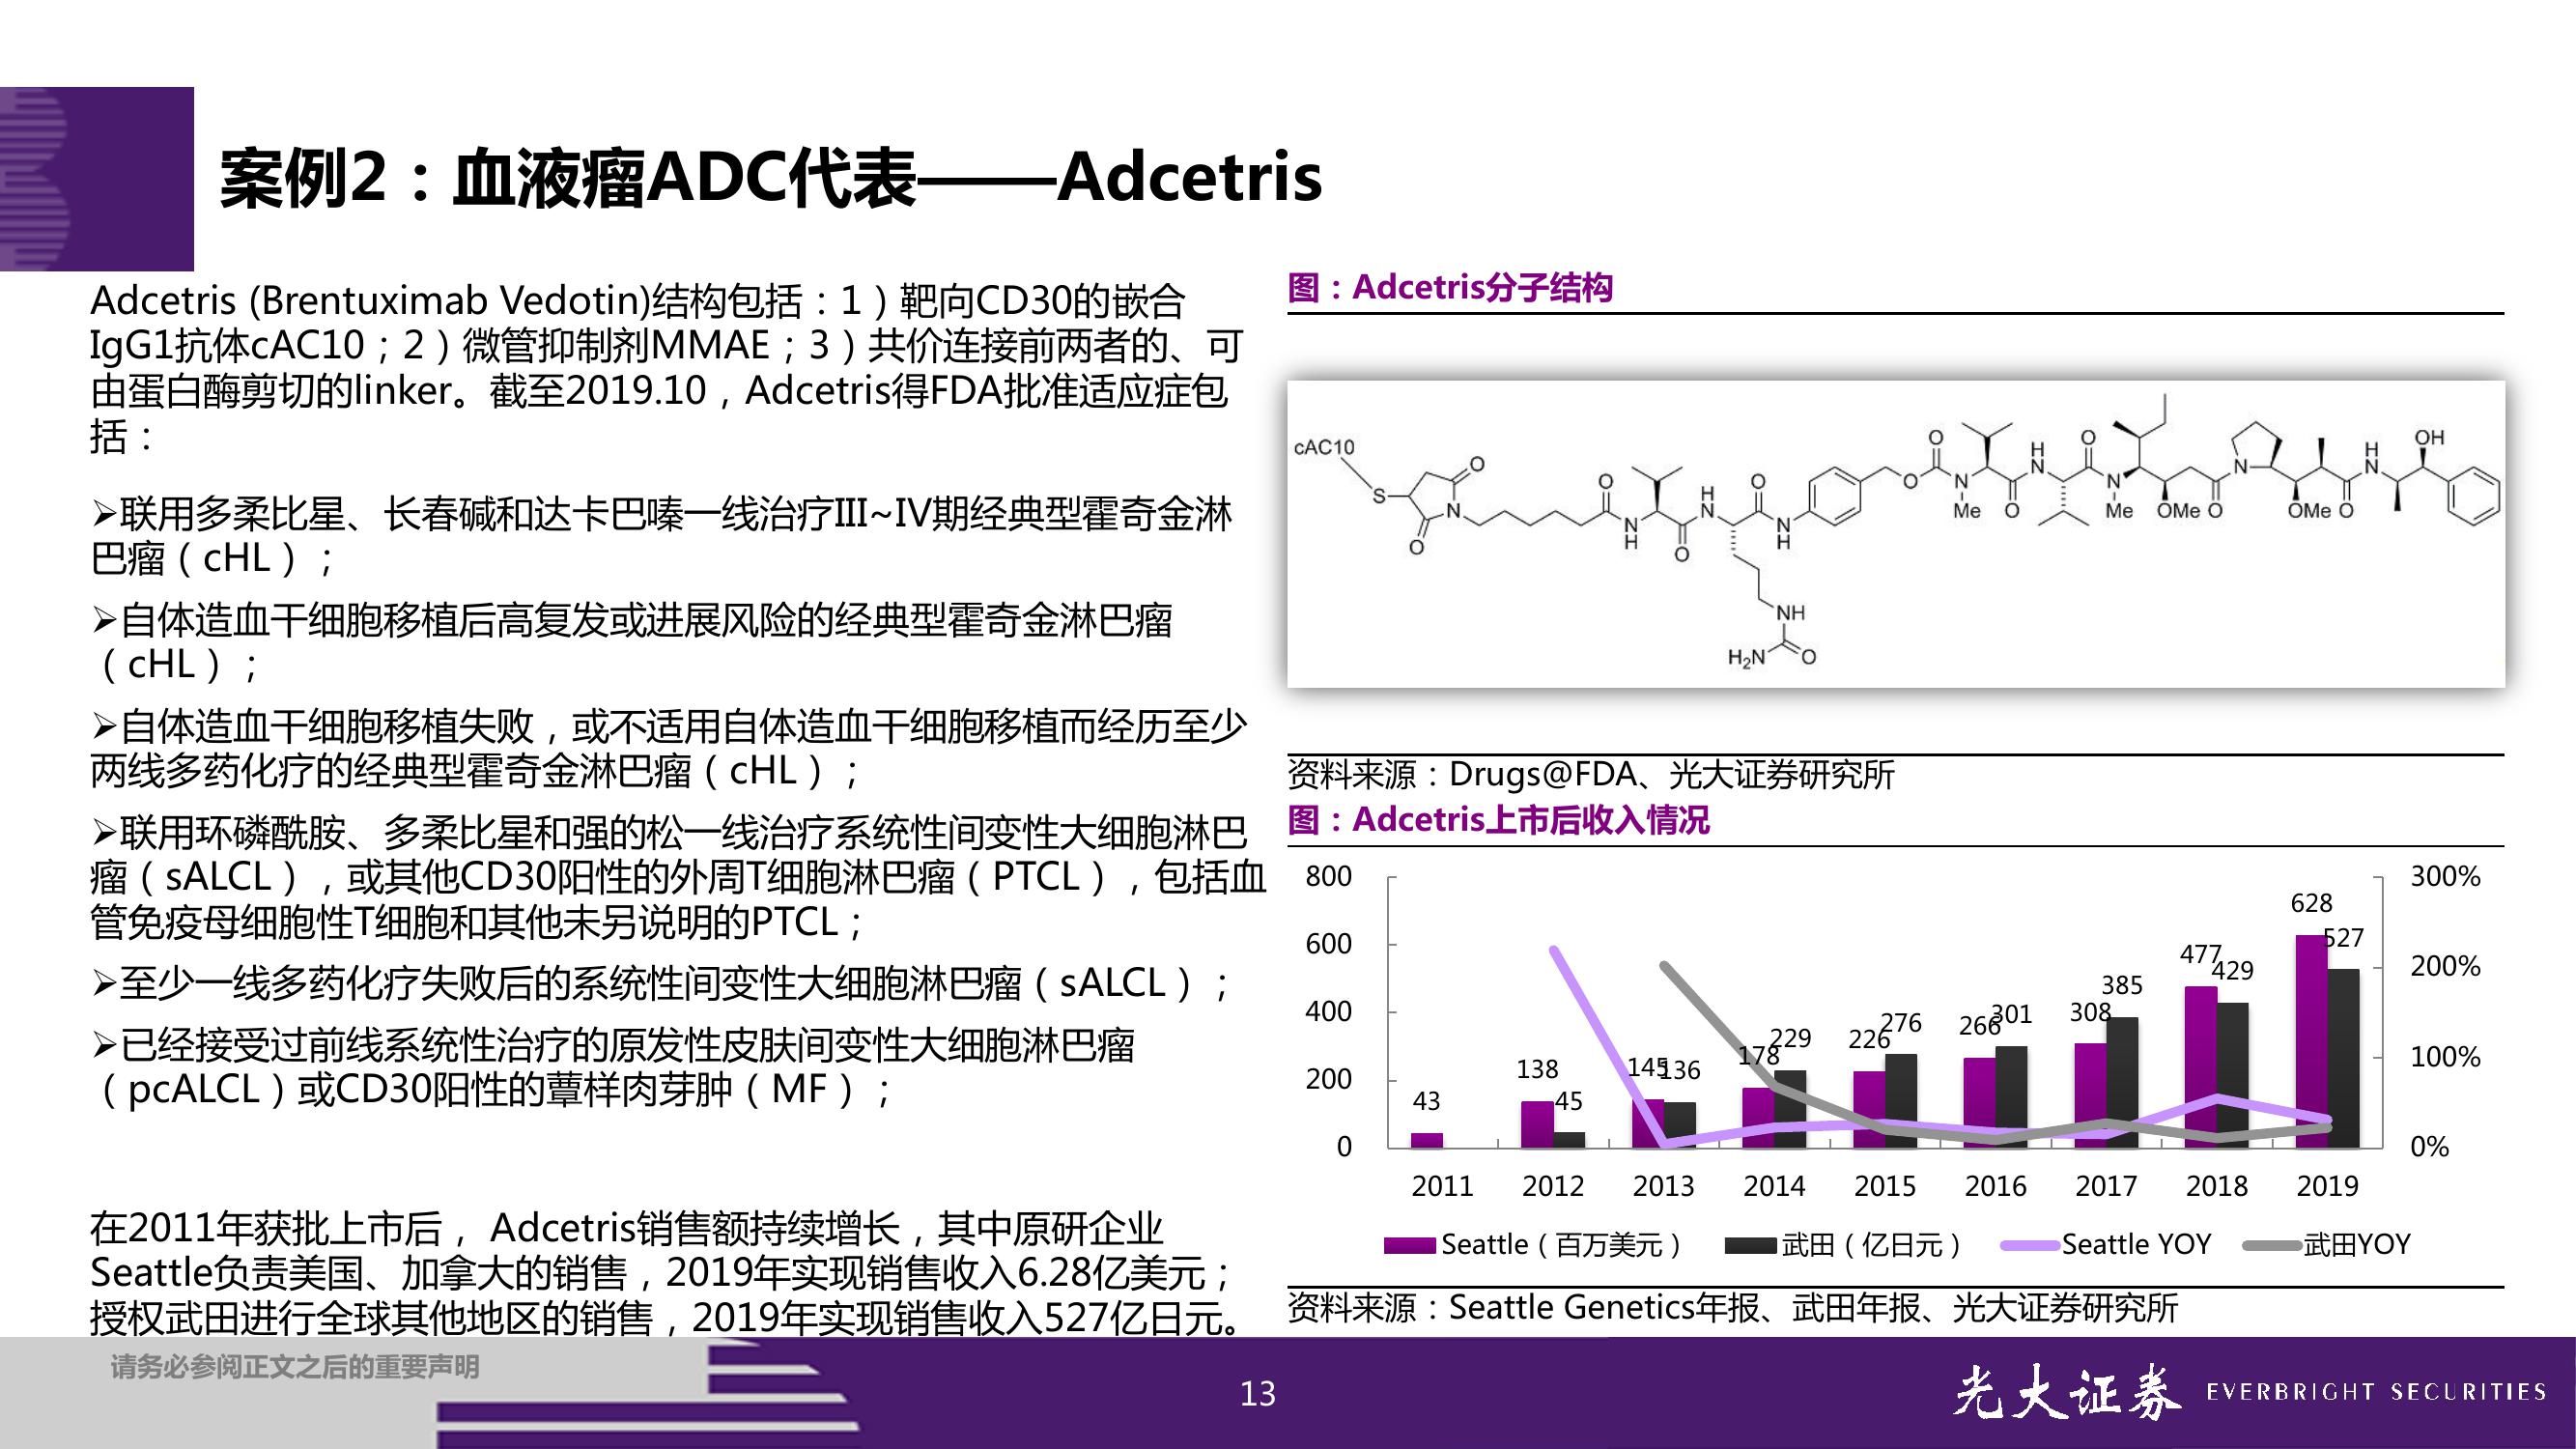 案例2：血液瘤ADC代表——Adcetris
Adcetris (Brentuximab Vedotin)结构包括：1）靶向CD30的嵌合
IgG1抗体cAC10；2）微管抑制剂MMAE；3）共价连接前两者的、可
由蛋白酶剪切的linker。截至2019.10，Adcetris得FDA批准适应症包
括：
➢联用多柔比星、长春碱和达卡巴嗪一线治疗III~IV期经典型霍奇金淋
巴瘤（cHL）；
➢自体造血干细胞移植后高复发或进展风险的经典型霍奇金淋巴瘤
（cHL）；
➢自体造血干细胞移植失败，或不适用自体造血干细胞移植而经历至少
两线多药化疗的经典型霍奇金淋巴瘤（cHL）；
➢联用环磷酰胺、多柔比星和强的松一线治疗系统性间变性大细胞淋巴
瘤（sALCL），或其他CD30阳性的外周T细胞淋巴瘤（PTCL），包括血
管免疫母细胞性T细胞和其他未另说明的PTCL；
➢至少一线多药化疗失败后的系统性间变性大细胞淋巴瘤（sALCL）；
➢已经接受过前线系统性治疗的原发性皮肤间变性大细胞淋巴瘤
（pcALCL）或CD30阳性的蕈样肉芽肿（MF）；
在2011年获批上市后， Adcetris销售额持续增长，其中原研企业
Seattle负责美国、加拿大的销售，2019年实现销售收入6.28亿美元；
授权武田进行全球其他地区的销售，2019年实现销售收入527亿日元。
图：Adcetris分子结构
cAC10
S
O
O
N
O
N
H
O
H
N
O
N
H
NH
H₂N
O
O
O
N
Me
O
H
N
O
N
Me
OMe
O
N
OMe
O
H
N
OH
资料来源：Drugs@FDA、光大证券研究所
图：Adcetris上市后收入情况
800
600
400
200
0
300%
200%
100%
0%
43
138
45
145
136
178
229
226
276
266
301
308
385
477
429
628
527
2011 2012 2013 2014 2015 2016 2017 2018 2019
Seattle（百万美元） 武田（亿日元） Seattle YOY 武田YOY
资料来源：Seattle Genetics年报、武田年报、光大证券研究所
请务必参阅正文之后的重要声明
13
光大证券 EVERBRIGHT SECURITIES